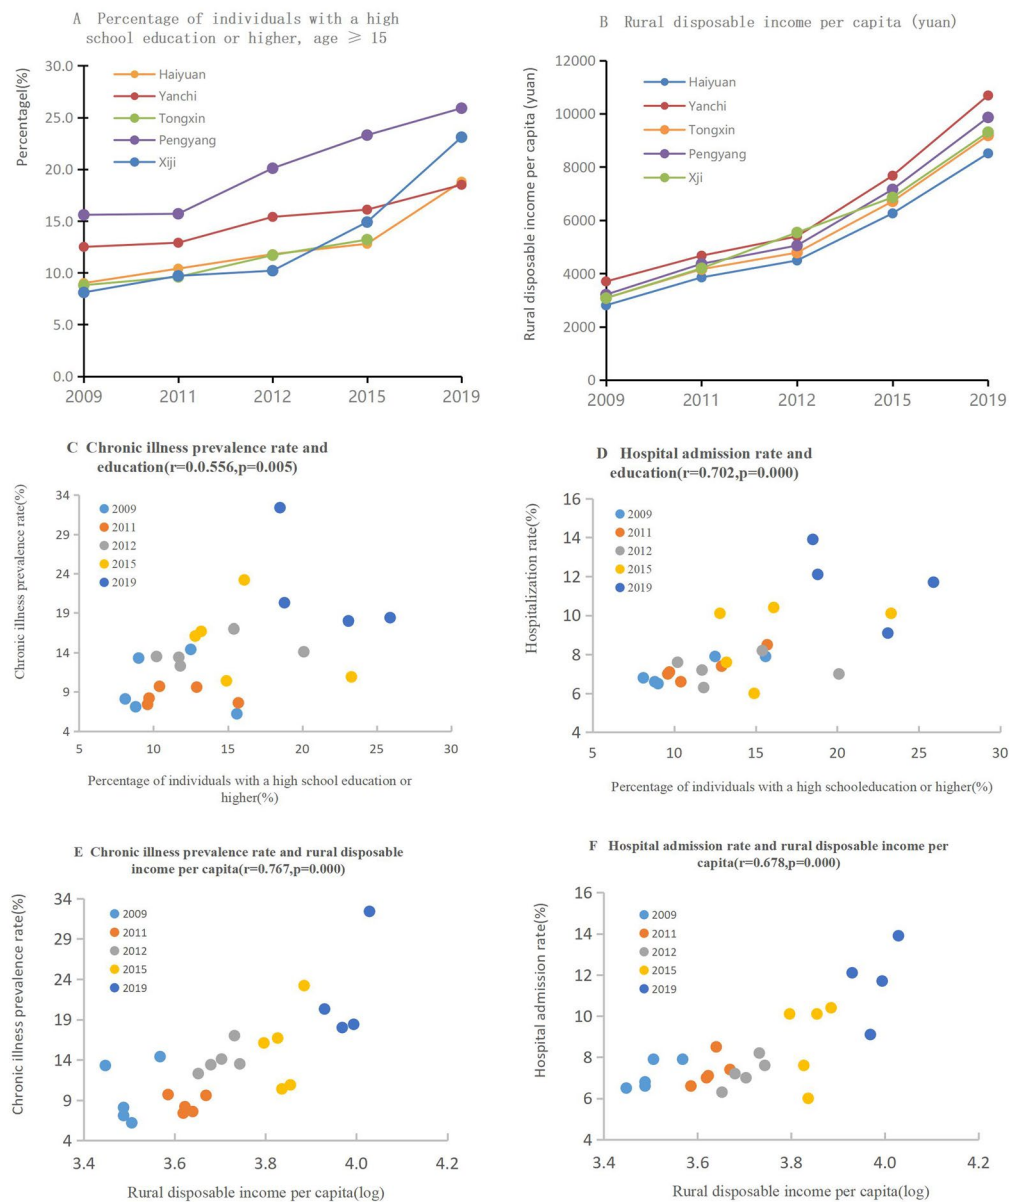 A Percentage of individuals with a high
school education or higher, age ≥ 15
Percentagel(%)
30.0
25.0
20.0
15.0
10.0
5.0
0.0
Haiyuan
Yanchi
Tongxin
Pengyang
Xiji
2009 2011 2012 2015 2019
B Rural disposable income per capita (yuan)
Rural disposable income per capita (yuan)
12000
10000
8000
6000
4000
2000
0
Haiyuan
Yanchi
Tongxin
Pengyang
Xji
2009 2011 2012 2015 2019
C Chronic illness prevalence rate and
education(r=0.0.556,p=0.005)
Chronic illness prevalence rate(%)
34
29
24
19
14
9
4
2009
2011
2012
2015
2019
5 10 15 20 25 30
Percentage of individuals with a high school education or
higher(%)
D Hospital admission rate and
education(r=0.702,p=0.000)
Hospitalization rate(%)
16
14
12
10
8
6
4
2009
2011
2012
2015
2019
5 10 15 20 25 30
Percentage of individuals with a high schooleducation or higher(%)
E Chronic illness prevalence rate and rural disposable
income per capita(r=0.767,p=0.000)
Chronic illness prevalence rate(%)
34
29
24
19
14
9
4
2009
2011
2012
2015
2019
3.4 3.6 3.8 4.0 4.2
Rural disposable income per capita(log)
F Hospital admission rate and rural disposable income per
capita(r=0.678,p=0.000)
Hospital admission rate(%)
16
14
12
10
8
6
4
2009
2011
2012
2015
2019
3.4 3.6 3.8 4.0 4.2
Rural disposable income per capita(log)